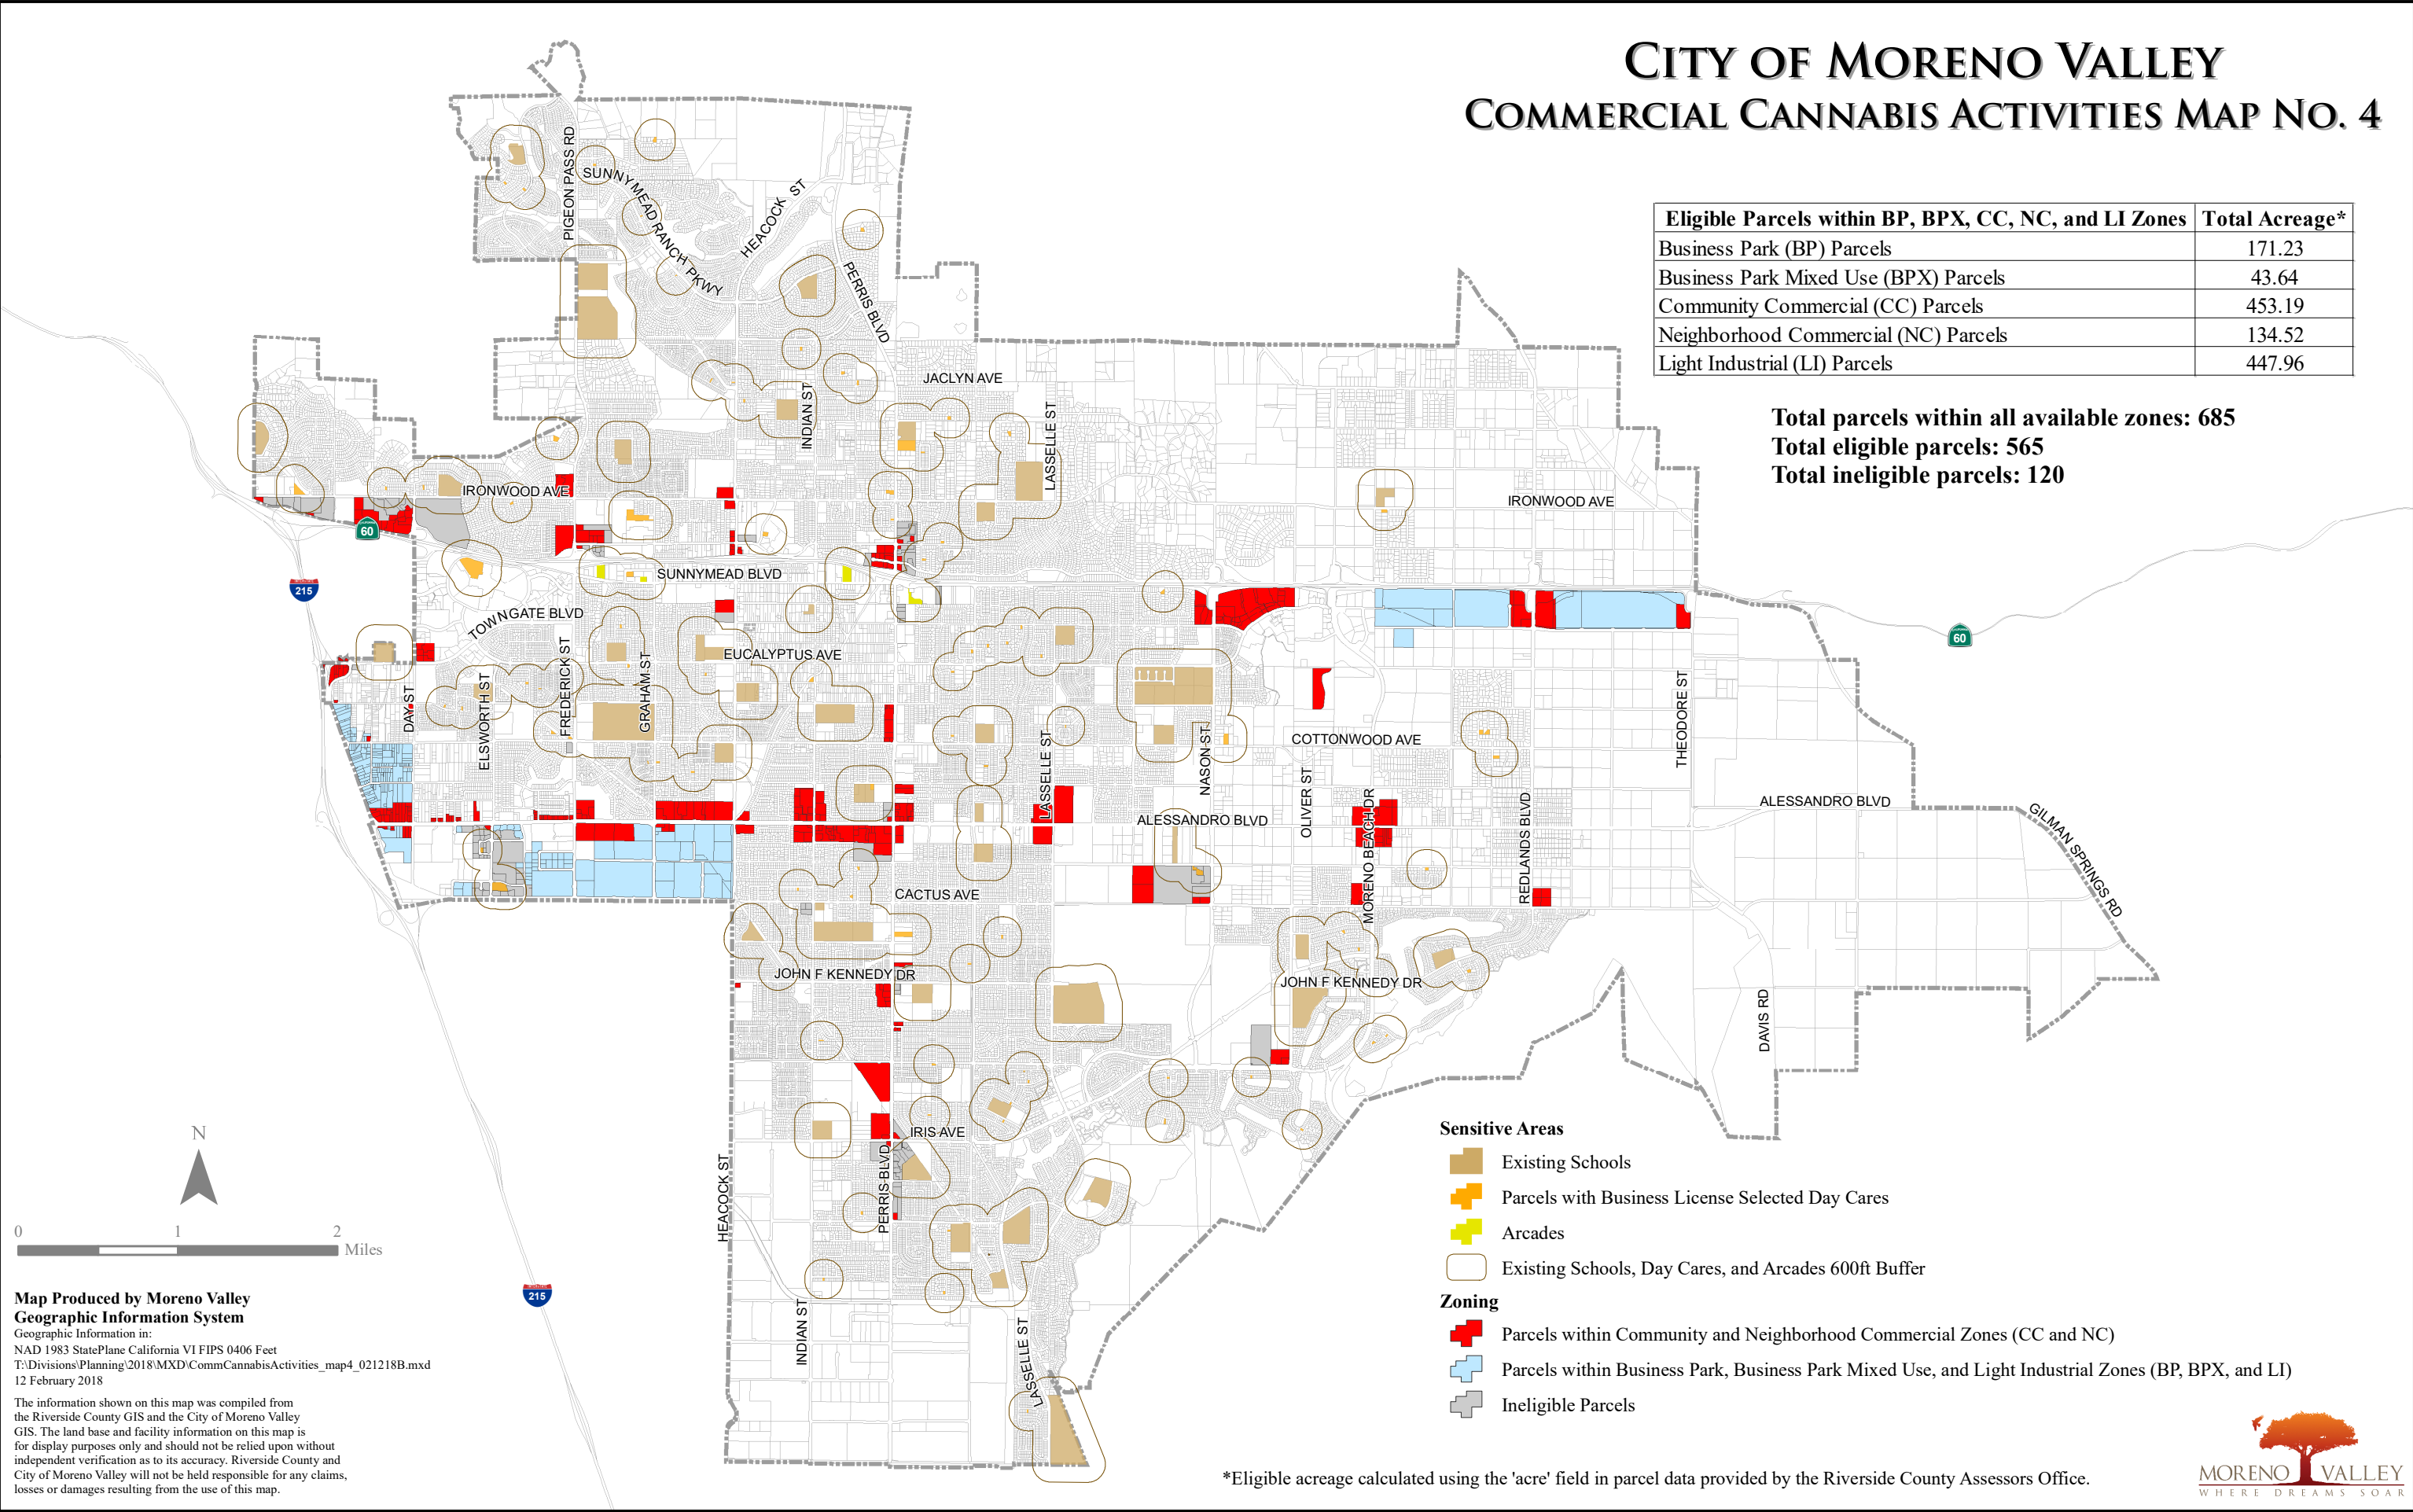 CITY OF MORENO VALLEY
COMMERCIAL CANNABIS ACTIVITIES MAP NO. 4
Eligible Parcels within BP, BPX, CC, NC, and LI Zones Total Acreage*
Business Park (BP) Parcels 171.23
Business Park Mixed Use (BPX) Parcels 43.64
Community Commercial (CC) Parcels 453.19
Neighborhood Commercial (NC) Parcels 134.52
Light Industrial (LI) Parcels 447.96
Total parcels within all available zones: 685
Total eligible parcels: 565
Total ineligible parcels: 120
PIGEON PASS RD
SUNNYMEAD RANCH PKWY
HEACOCK ST
PERRIS BLVD
INDIAN ST
JACLYN AVE
LASSELLE ST
IRONWOOD AVE
IRONWOOD AVE
60
215
SUNNYMEAD BLVD
TOWNGATE BLVD
60
EUCALYPTUS AVE
DAY ST
ELSWORTH ST
FREDERICK ST
GRAHAM ST
LASSELLE ST
NASON ST
COTTONWOOD AVE
THEODORE ST
OLIVER ST
MORENO BEACH DR
REDLANDS BLVD
ALESSANDRO BLVD
ALESSANDRO BLVD
GILMAN SPRINGS RD
CACTUS AVE
JOHN F KENNEDY DR
JOHN F KENNEDY DR
DAVIS RD
IRIS AVE
HEACOCK ST
PERRIS BLVD
INDIAN ST
LASSELLE ST
215
N
0 1 2
Miles
Map Produced by Moreno Valley
Geographic Information System
Geographic Information in:
NAD 1983 StatePlane California VI FIPS 0406 Feet
T:\Divisions\Planning\2018\MXD\CommCannabisActivities_map4_021218B.mxd
12 February 2018
The information shown on this map was compiled from
the Riverside County GIS and the City of Moreno Valley
GIS. The land base and facility information on this map is
for display purposes only and should not be relied upon without
independent verification as to its accuracy. Riverside County and
City of Moreno Valley will not be held responsible for any claims,
losses or damages resulting from the use of this map.
Sensitive Areas
Existing Schools
Parcels with Business License Selected Day Cares
Arcades
Existing Schools, Day Cares, and Arcades 600ft Buffer
Zoning
Parcels within Community and Neighborhood Commercial Zones (CC and NC)
Parcels within Business Park, Business Park Mixed Use, and Light Industrial Zones (BP, BPX, and LI)
Ineligible Parcels
*Eligible acreage calculated using the 'acre' field in parcel data provided by the Riverside County Assessors Office.
MORENO VALLEY
WHERE DREAMS SOAR